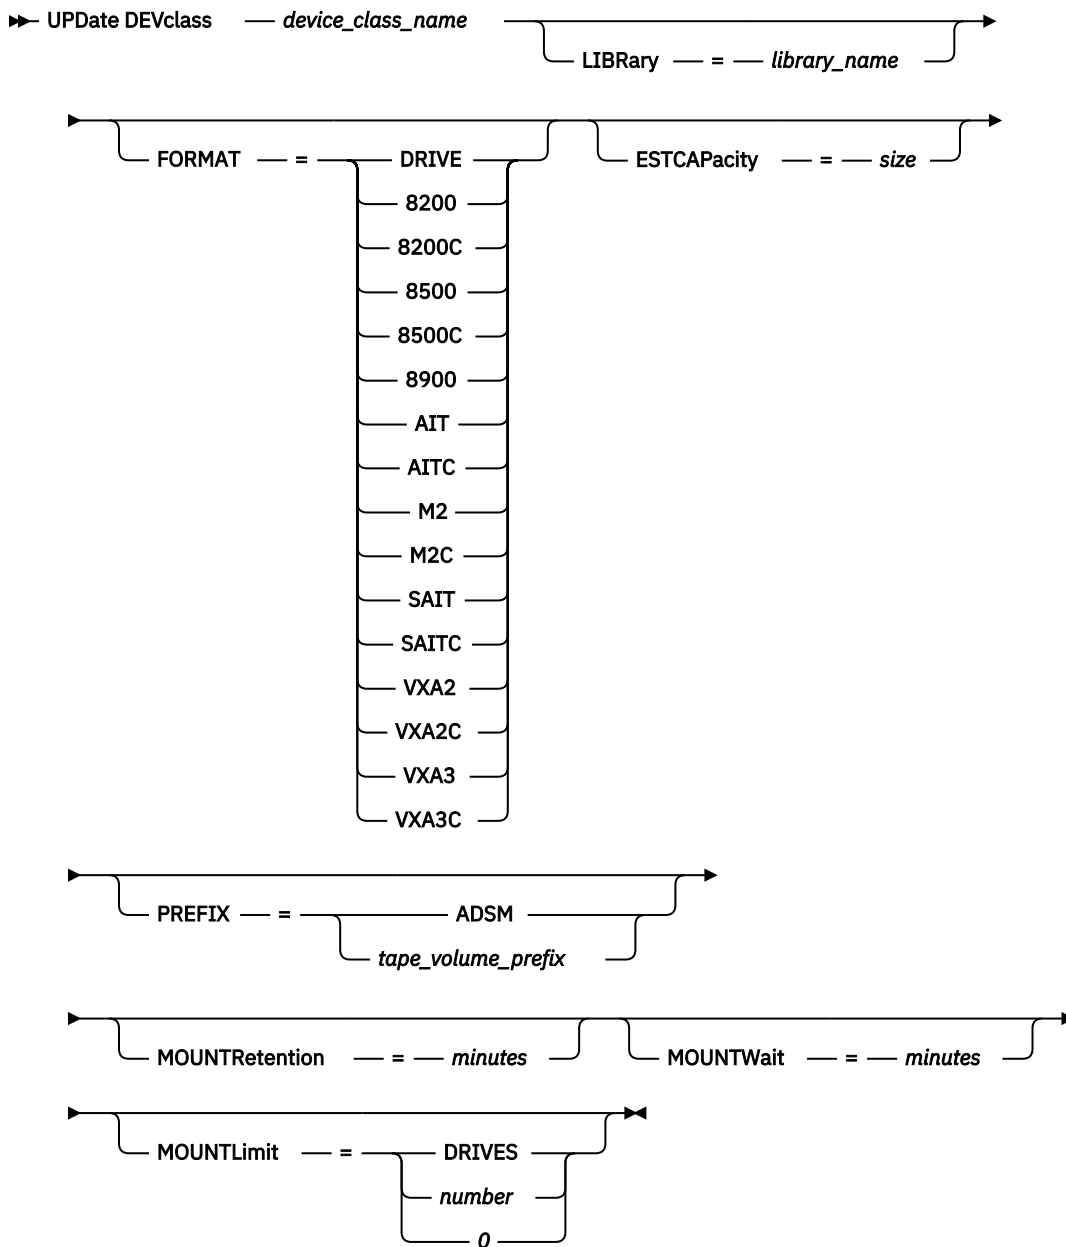 UPDate DEVclass device_class_name
LIBRary = library_name
FORMAT = DRIVE ESTCAPacity = size
8200
8200C
8500
8500C
8900
AIT
AITC
M2
M2C
SAIT
SAITC
VXA2
VXA2C
VXA3
VXA3C
PREFIX = ADSM
tape_volume_prefix
MOUNTRetention = minutes MOUNTWait = minutes
MOUNTLimit = DRIVES
number
0